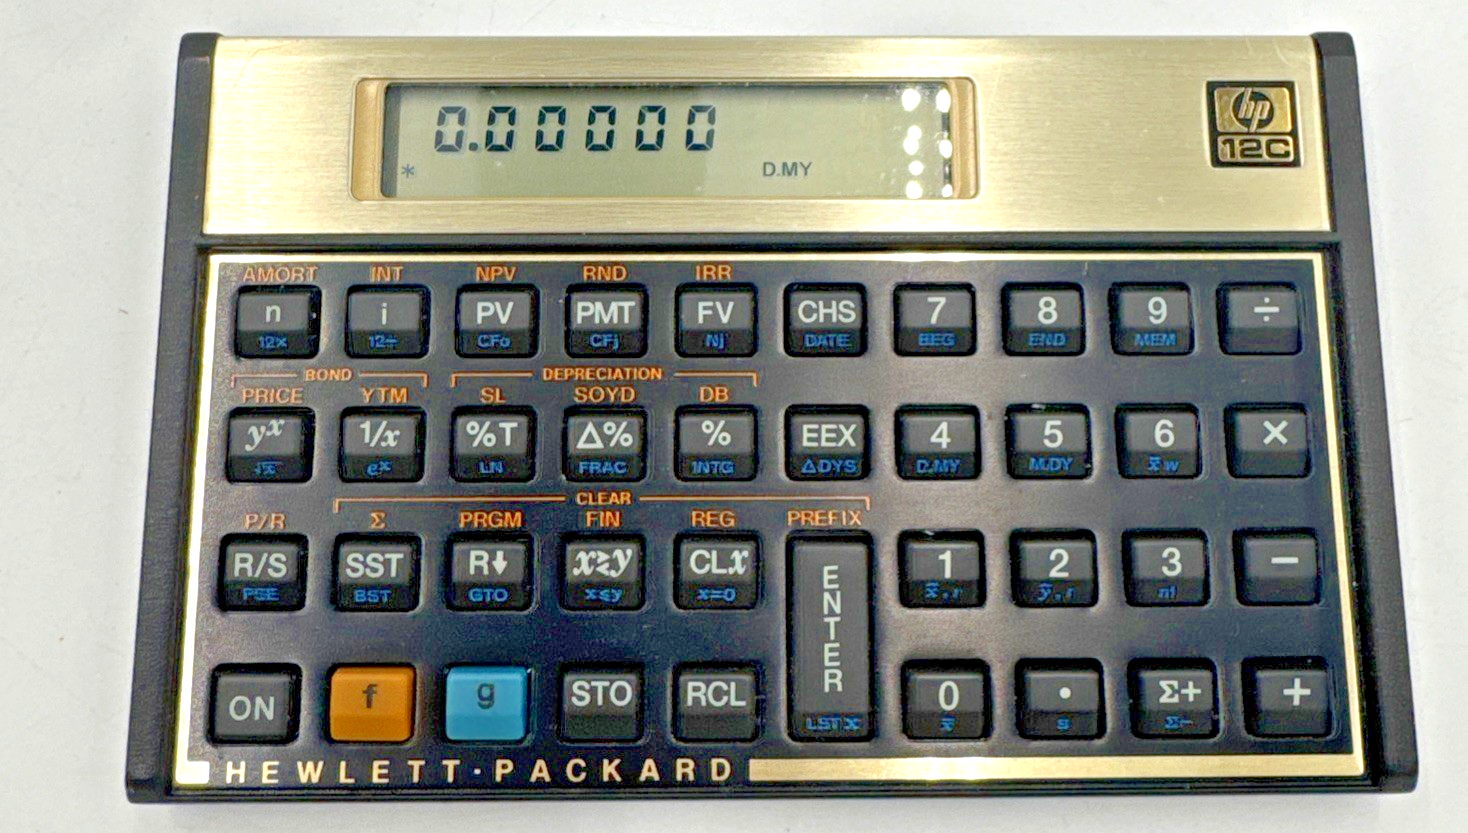 0.00000
* D.MY
hp
12C
AMORT INT NPV RND IRR
n i PV PMT FV CHS 7 8 9 ÷
12× 12÷ CFo CFj Nj DATE BEG END MEM
BOND DEPRECIATION
PRICE YTM SL SOYD DB
yˣ 1/x %T Δ% % EEX 4 5 6 ×
√x eˣ LN FRAC INTG ΔDYS D.MY M.DY x̄w
CLEAR
P/R Σ PRGM FIN REG PREFIX
R/S SST R↓ x≷y CLx ENTER 1 2 3 −
PSE BST GTO x≤y x=0 x̂,r ŷ,r n!
ON f g STO RCL 0 • Σ+ +
LSTX x̄ s Σ−
HEWLETT·PACKARD